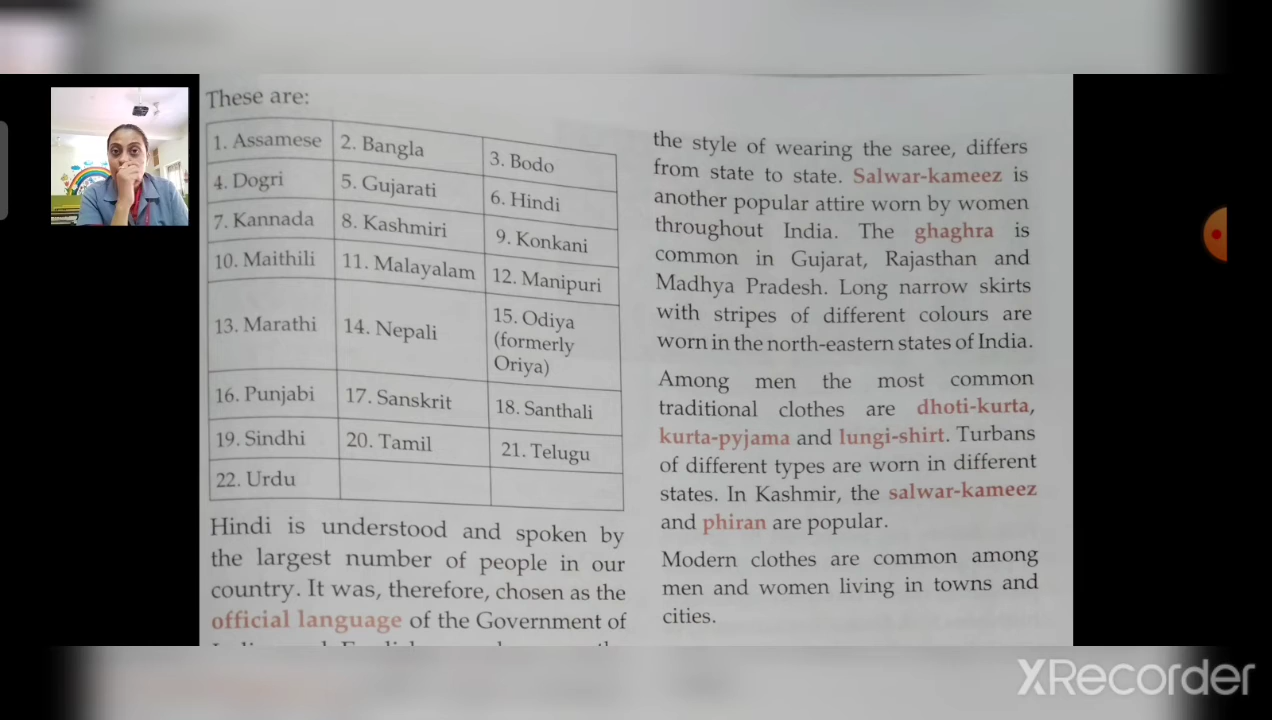 These are:
1. Assamese 2. Bangla 3. Bodo
4. Dogri 5. Gujarati 6. Hindi
7. Kannada 8. Kashmiri 9. Konkani
10. Maithili 11. Malayalam 12. Manipuri
13. Marathi 14. Nepali 15. Odiya
(formerly
Oriya)
16. Punjabi 17. Sanskrit 18. Santhali
19. Sindhi 20. Tamil 21. Telugu
22. Urdu
Hindi is understood and spoken by
the largest number of people in our
country. It was, therefore, chosen as the
official language of the Government of
the style of wearing the saree, differs
from state to state. Salwar-kameez is
another popular attire worn by women
throughout India. The ghaghra is
common in Gujarat, Rajasthan and
Madhya Pradesh. Long narrow skirts
with stripes of different colours are
worn in the north-eastern states of India.
Among men the most common
traditional clothes are dhoti-kurta,
kurta-pyjama and lungi-shirt. Turbans
of different types are worn in different
states. In Kashmir, the salwar-kameez
and phiran are popular.
Modern clothes are common among
men and women living in towns and
cities.
XRecorder